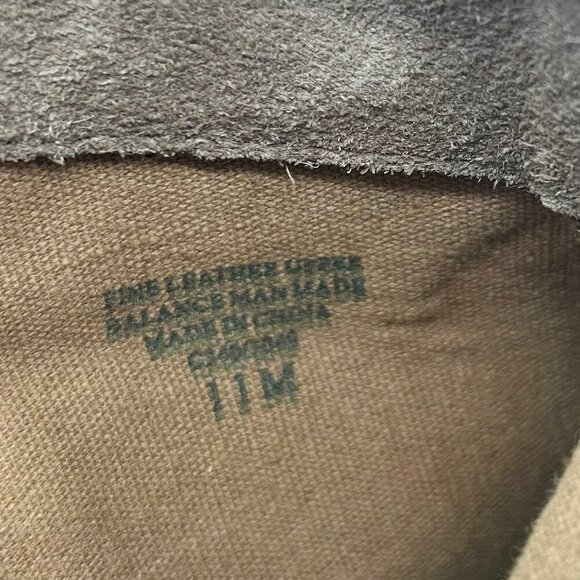 FINE LEATHER UPPER
BALANCE MAN MADE
MADE IN CHINA
11M